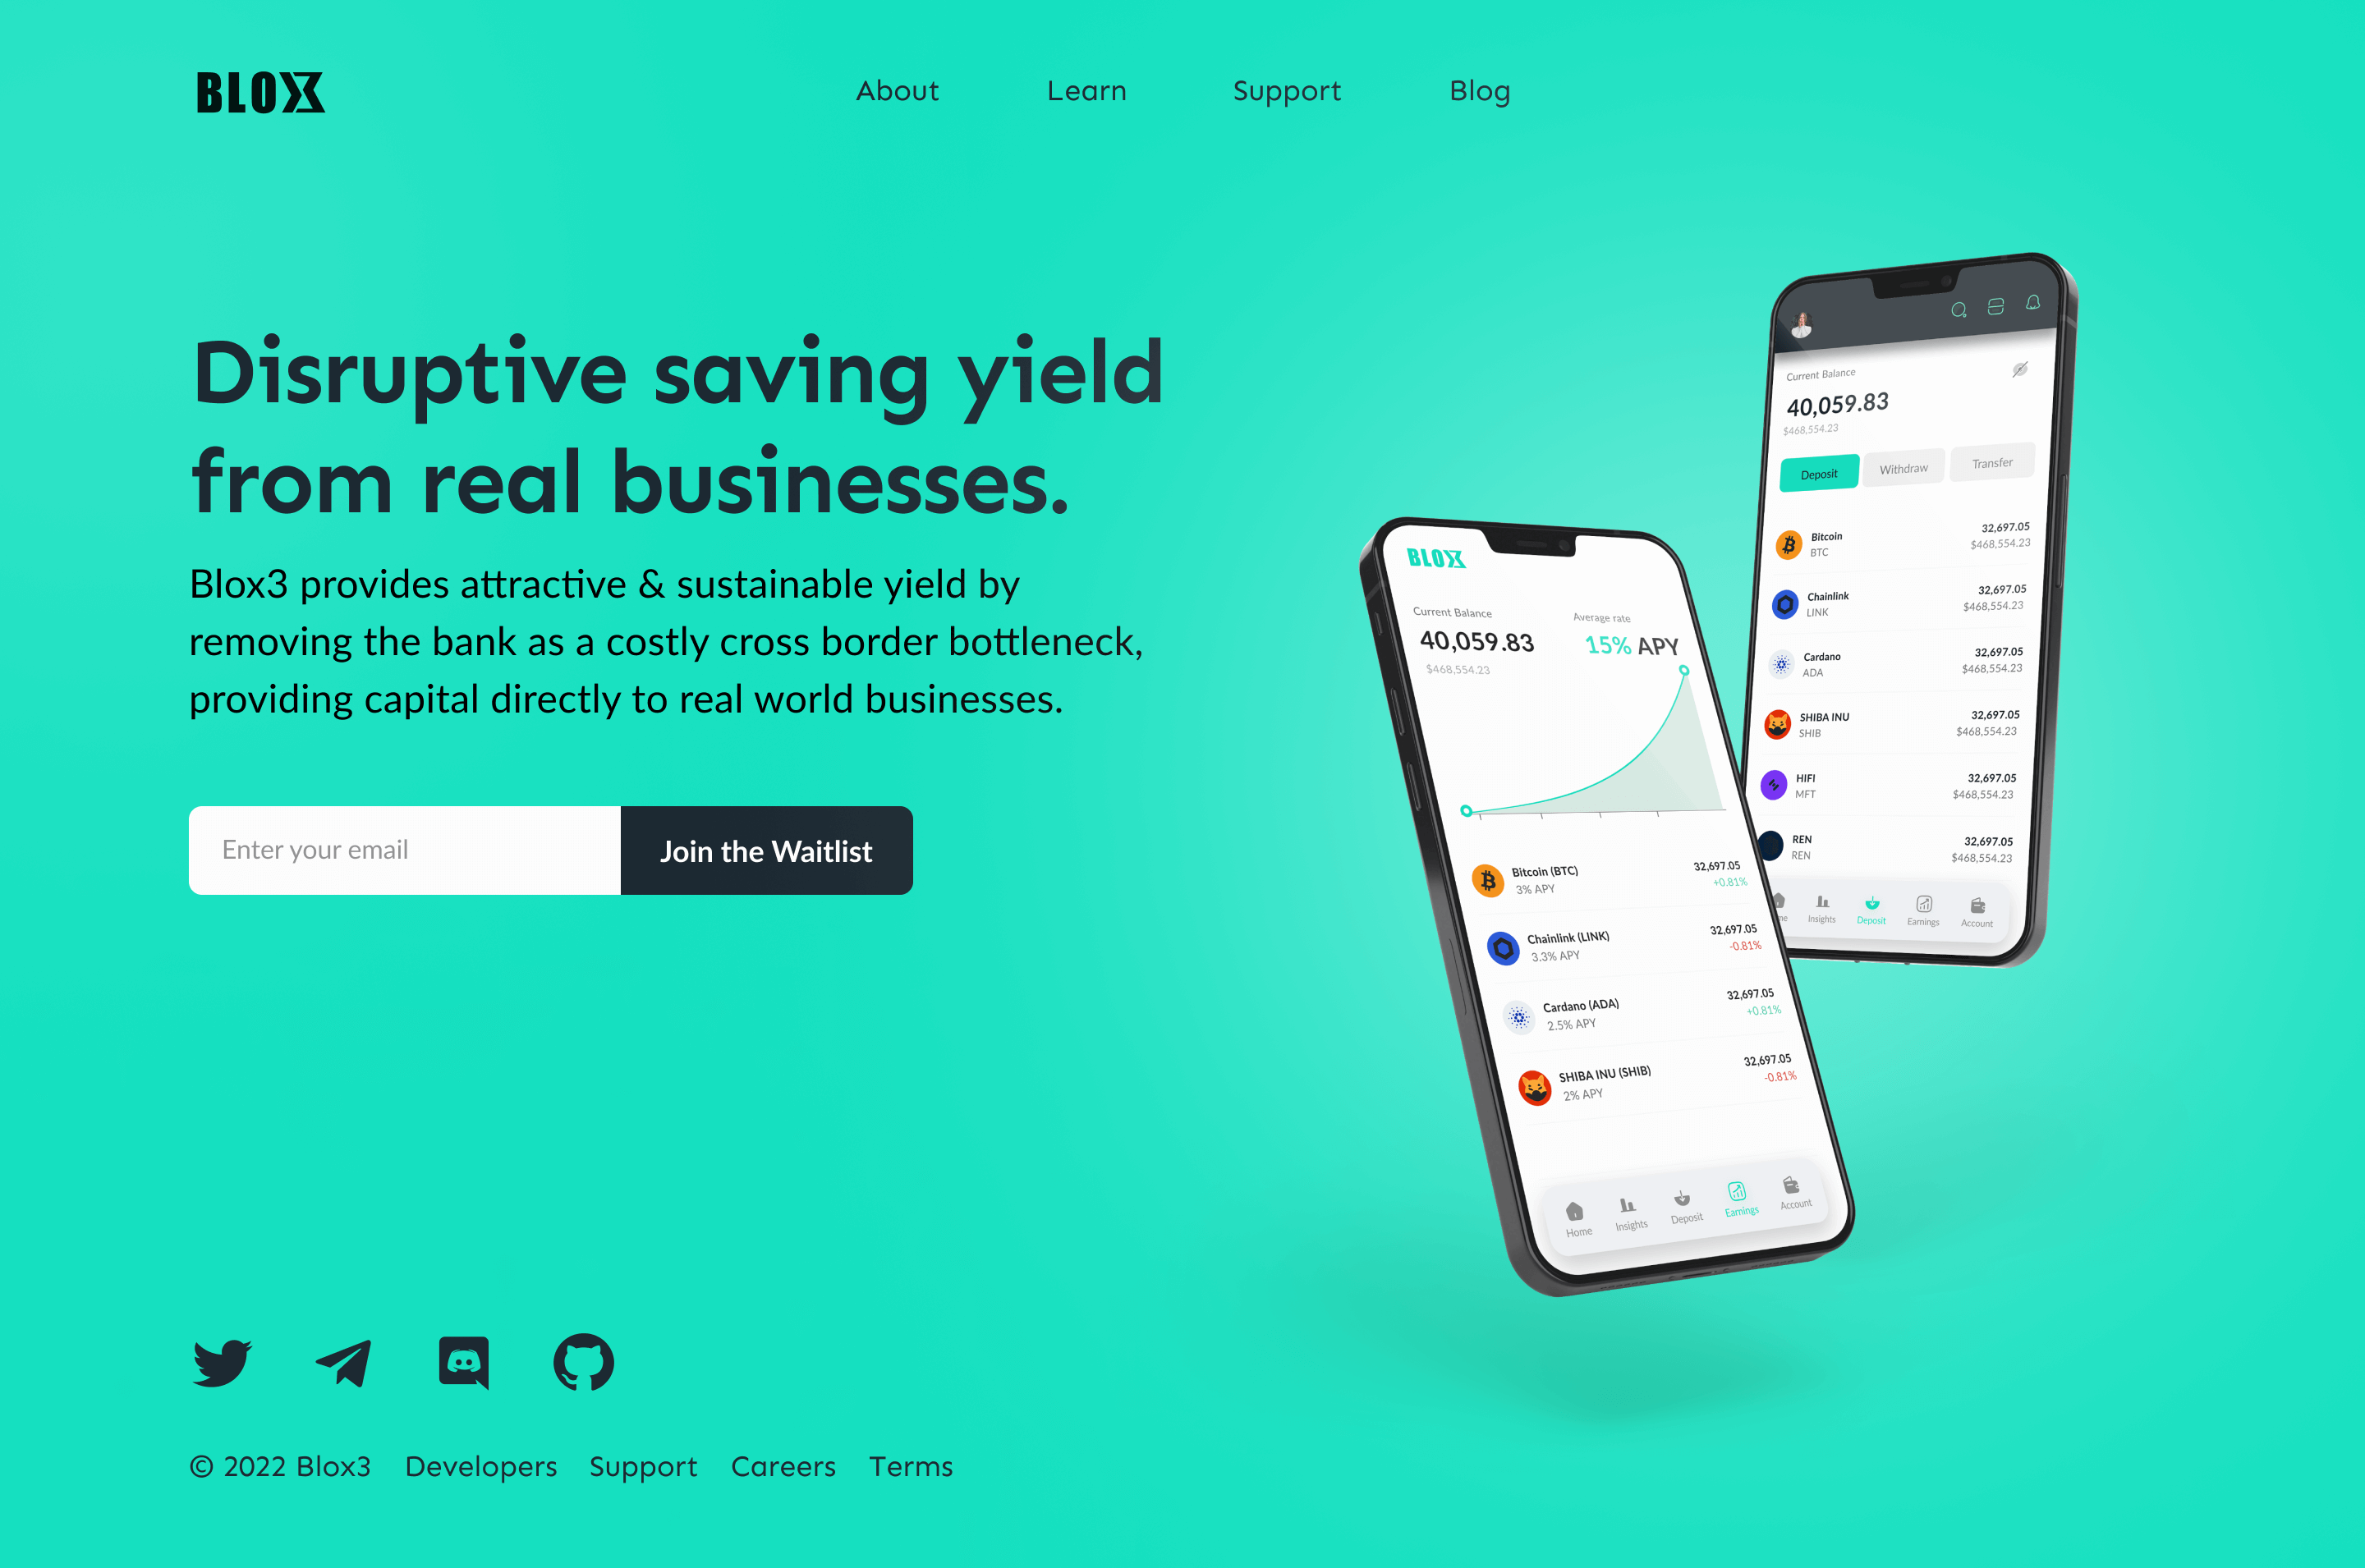 BLOX3
About Learn Support Blog
Disruptive saving yield
from real businesses.
Blox3 provides attractive & sustainable yield by
removing the bank as a costly cross border bottleneck,
providing capital directly to real world businesses.
Enter your email
Join the Waitlist
BLOX3
Current Balance
40,059.83
$468,554.23
Average rate
15% APY
Bitcoin (BTC) 32,697.05
3% APY +0.81%
Chainlink (LINK) 32,697.05
3.3% APY -0.81%
Cardano (ADA) 32,697.05
2.5% APY +0.81%
SHIBA INU (SHIB) 32,697.05
2% APY -0.81%
Home Insights Deposit Earnings Account
Current Balance
40,059.83
$468,554.23
Deposit Withdraw Transfer
Bitcoin 32,697.05
BTC $468,554.23
Chainlink 32,697.05
LINK $468,554.23
Cardano 32,697.05
ADA $468,554.23
SHIBA INU 32,697.05
SHIB $468,554.23
HIFI 32,697.05
MFT $468,554.23
REN 32,697.05
REN $468,554.23
me Insights Deposit Earnings Account
© 2022 Blox3 Developers Support Careers Terms